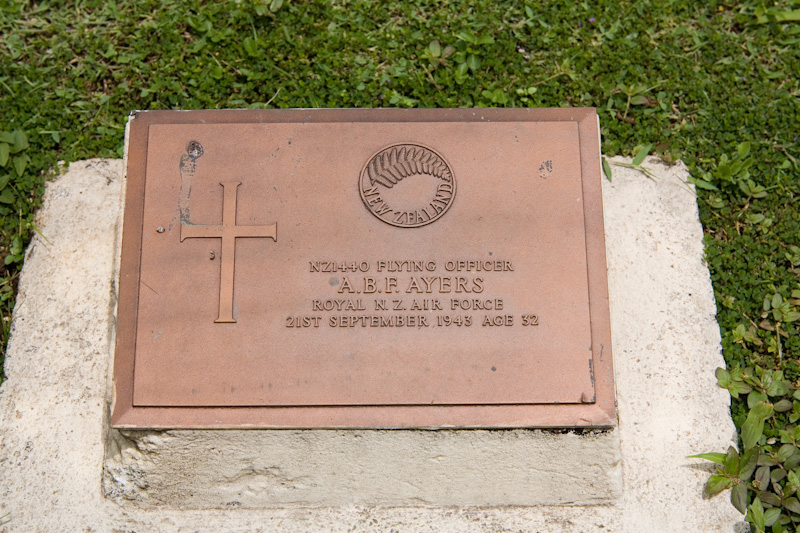 NEW ZEALAND
NZ1440 FLYING OFFICER
A.B.F. AYERS
ROYAL N.Z. AIR FORCE
21ST SEPTEMBER 1943 AGE 32